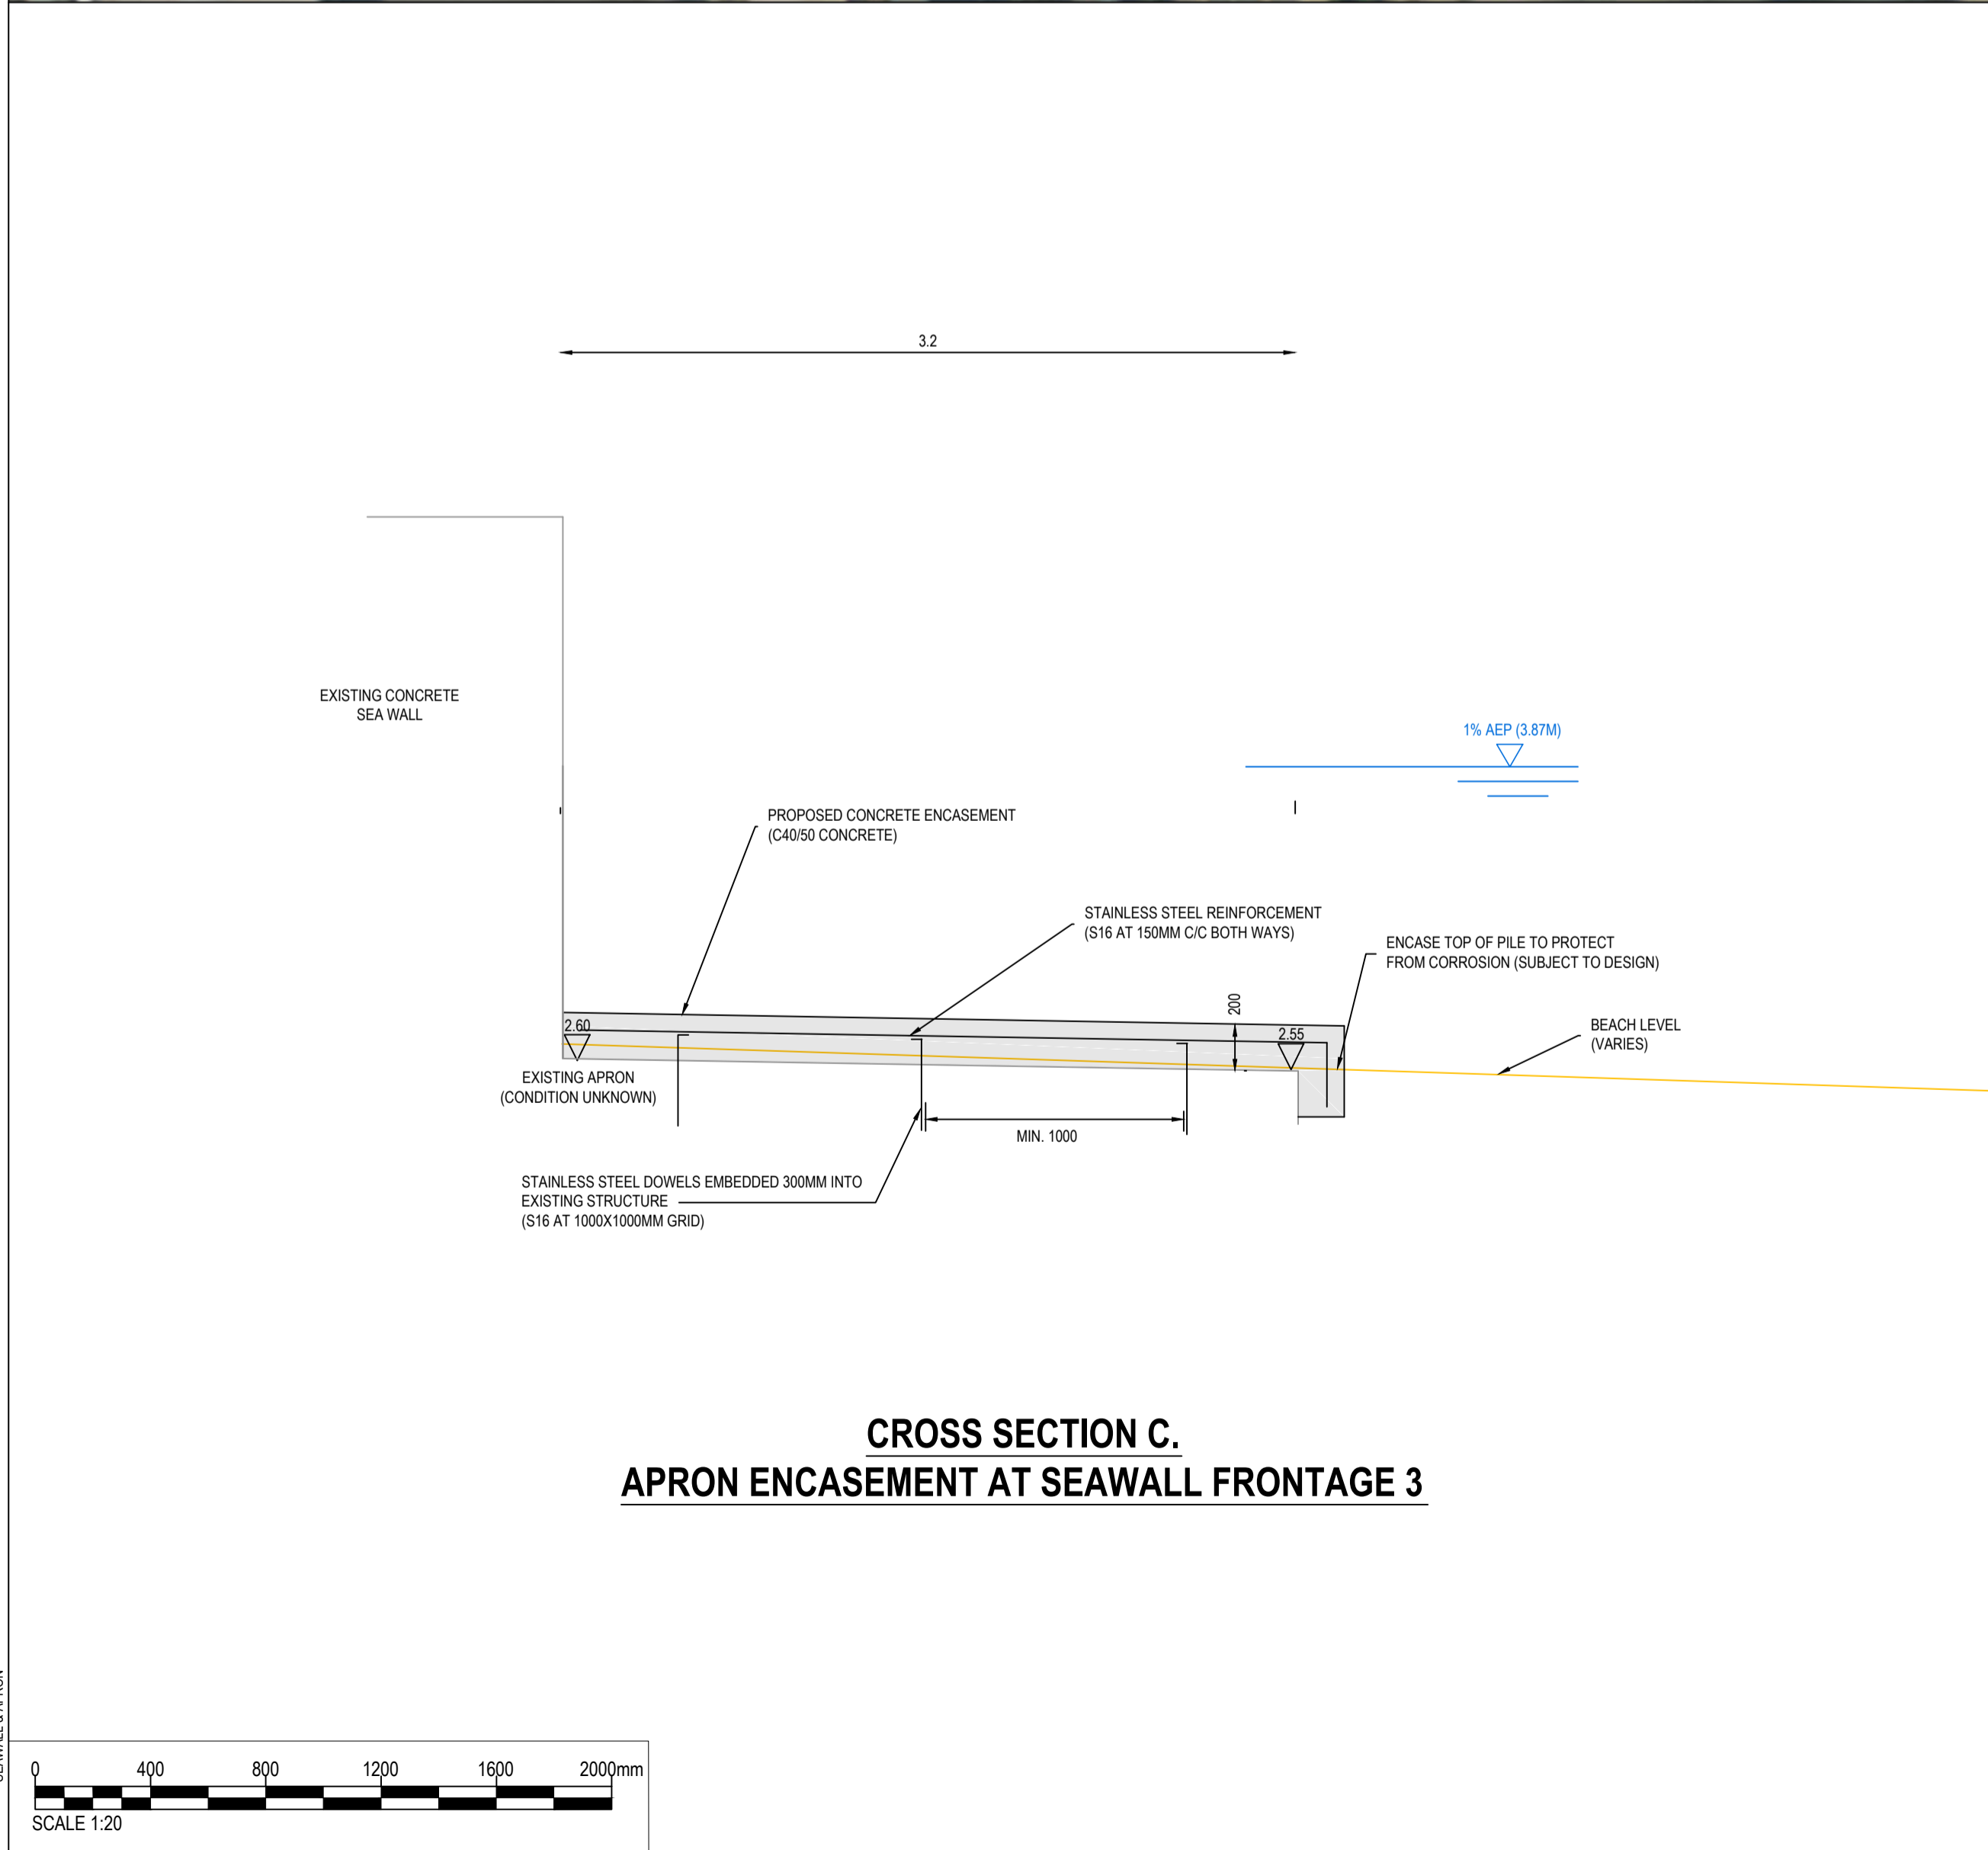 3.2
EXISTING CONCRETE
SEA WALL
1% AEP (3.87M)
PROPOSED CONCRETE ENCASEMENT
(C40/50 CONCRETE)
STAINLESS STEEL REINFORCEMENT
(S16 AT 150MM C/C BOTH WAYS)
ENCASE TOP OF PILE TO PROTECT
FROM CORROSION (SUBJECT TO DESIGN)
200
2.60
2.55
BEACH LEVEL
(VARIES)
EXISTING APRON
(CONDITION UNKNOWN)
MIN. 1000
STAINLESS STEEL DOWELS EMBEDDED 300MM INTO
EXISTING STRUCTURE
(S16 AT 1000X1000MM GRID)
CROSS SECTION C.
APRON ENCASEMENT AT SEAWALL FRONTAGE 3
0 400 800 1200 1600 2000mm
SCALE 1:20